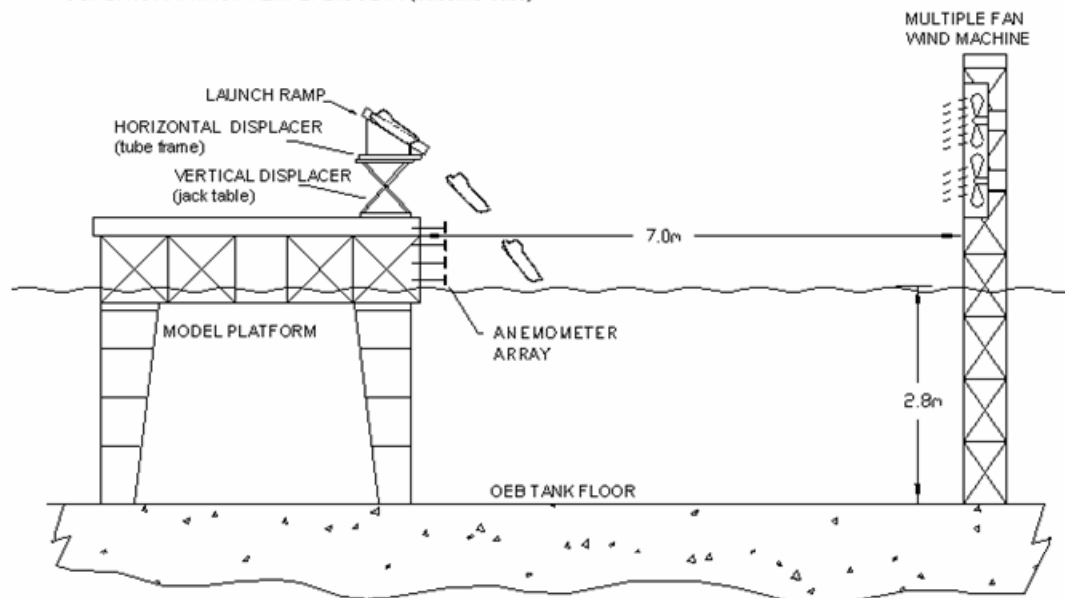 MULTIPLE FAN
WIND MACHINE
LAUNCH RAMP
HORIZONTAL DISPLACER
(tube frame)
VERTICAL DISPLACER
(jack table)
7.0m
MODEL PLATFORM
ANEMOMETER
ARRAY
2.8m
OEB TANK FLOOR